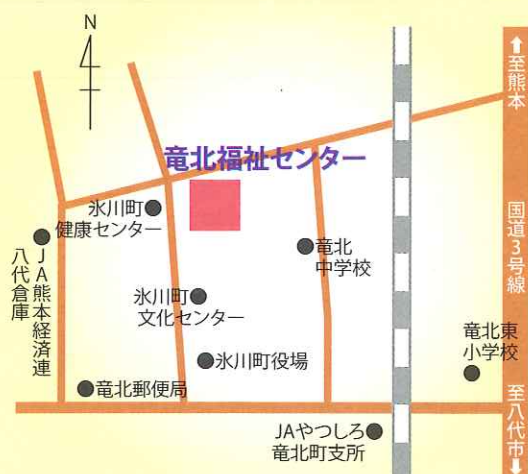 N
↑至熊本
竜北福祉センター
氷川町
健康センター
国道3号線
JA熊本経済連
八代倉庫
竜北
中学校
氷川町
文化センター
竜北東
小学校
氷川町役場
竜北郵便局
至八代市↓
JAやつしろ
竜北町支所